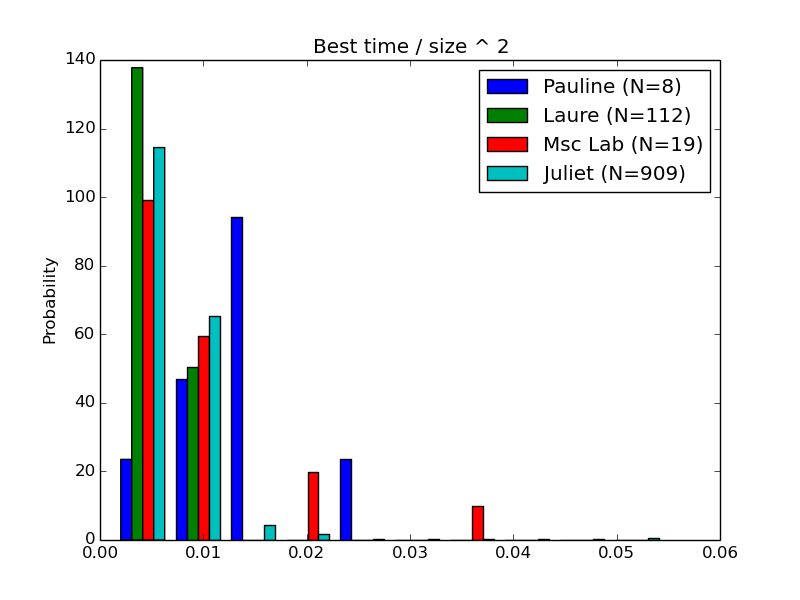 Best time / size ^ 2
Pauline (N=8)
Laure (N=112)
Msc Lab (N=19)
Juliet (N=909)
Probability
140
120
100
80
60
40
20
0
0.00 0.01 0.02 0.03 0.04 0.05 0.06